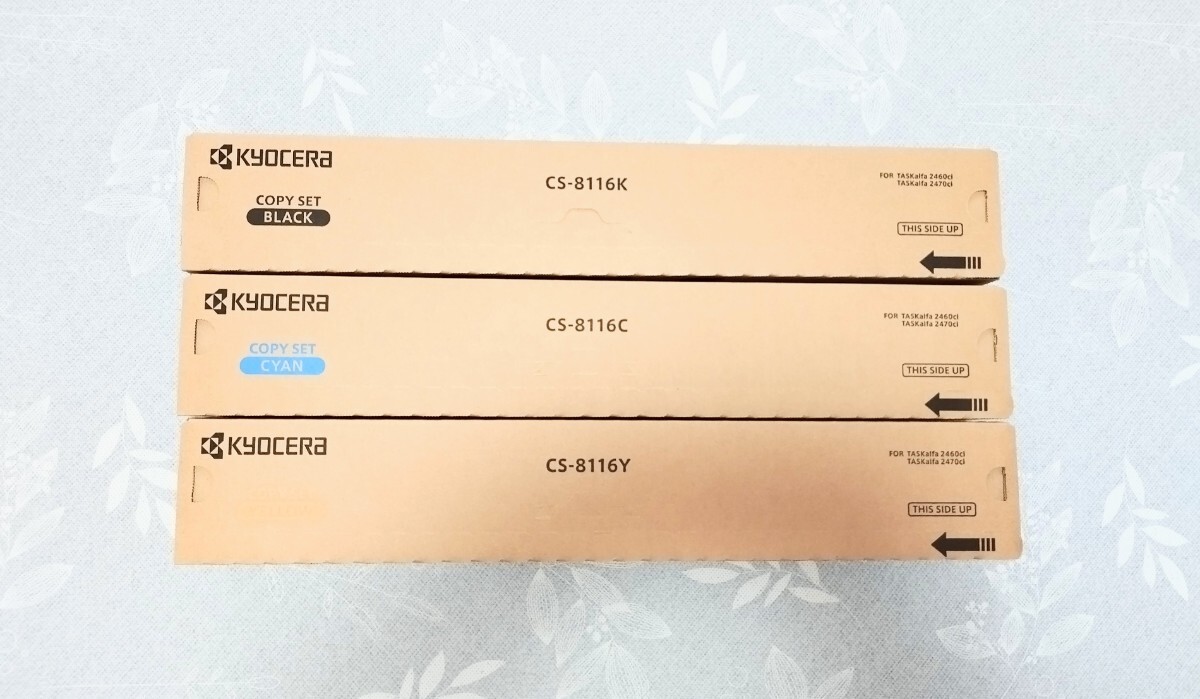 KYOCERA
COPY SET
BLACK
CS-8116K
FOR TASKalfa 2460ci
TASKalfa 2470ci
THIS SIDE UP
KYOCERA
COPY SET
CYAN
CS-8116C
FOR TASKalfa 2460ci
TASKalfa 2470ci
THIS SIDE UP
KYOCERA
CS-8116Y
FOR TASKalfa 2460ci
TASKalfa 2470ci
THIS SIDE UP